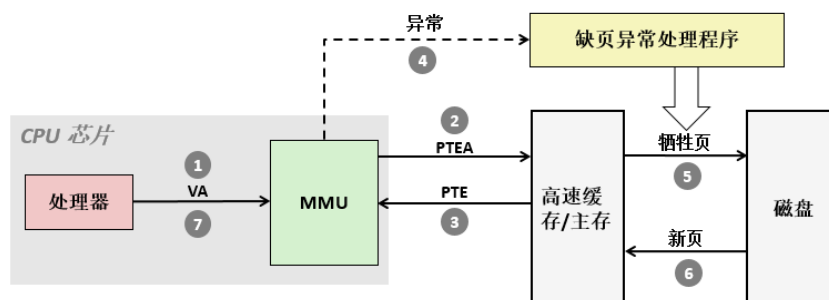 异常
4
缺页异常处理程序
CPU 芯片
1
VA
7
处理器
MMU
2
PTEA
PTE
3
高速缓
存/主存
牺牲页
5
新页
6
磁盘